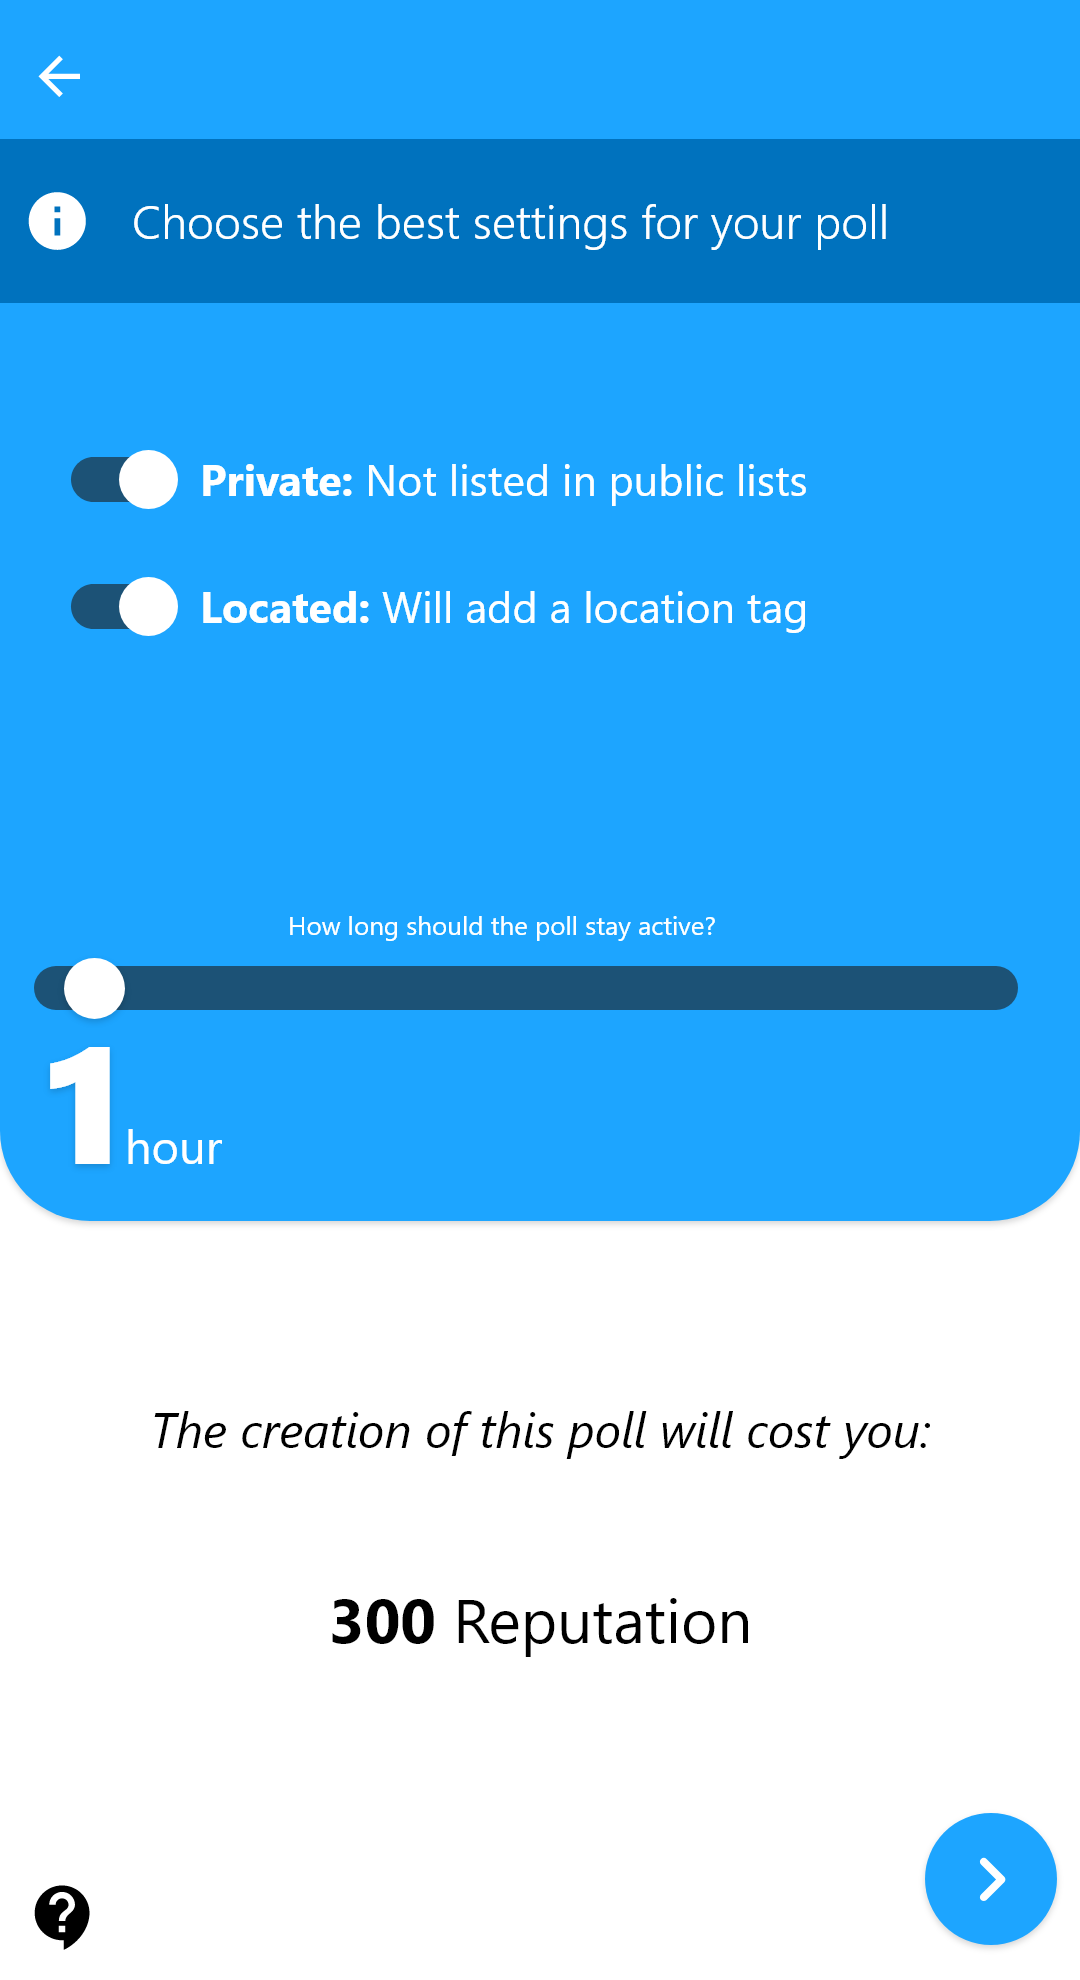 Choose the best settings for your poll
Private: Not listed in public lists
Located: Will add a location tag
How long should the poll stay active?
1 hour
The creation of this poll will cost you:
300 Reputation